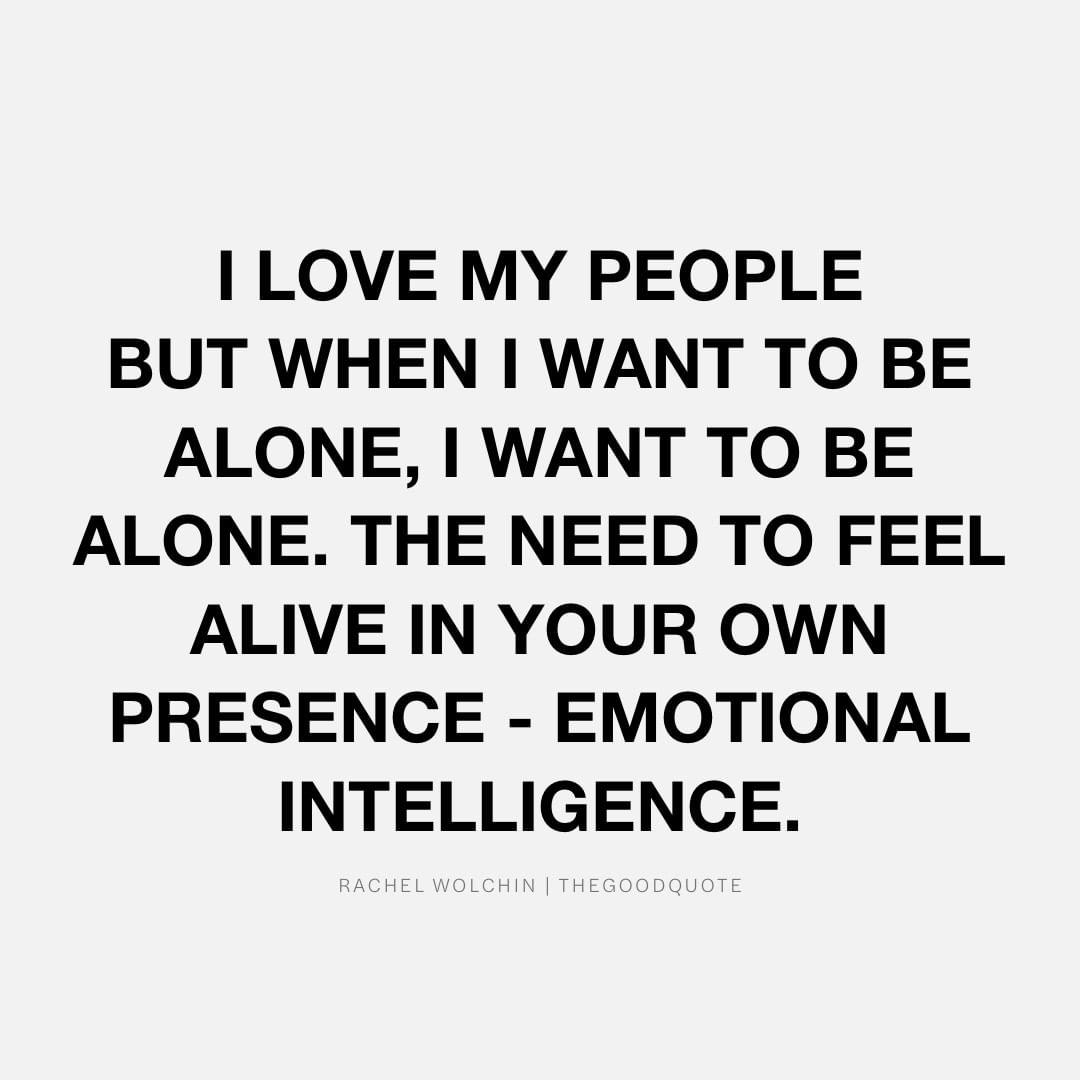 I LOVE MY PEOPLE
BUT WHEN I WANT TO BE
ALONE, I WANT TO BE
ALONE. THE NEED TO FEEL
ALIVE IN YOUR OWN
PRESENCE - EMOTIONAL
INTELLIGENCE.
RACHEL WOLCHIN | THEGOODQUOTE